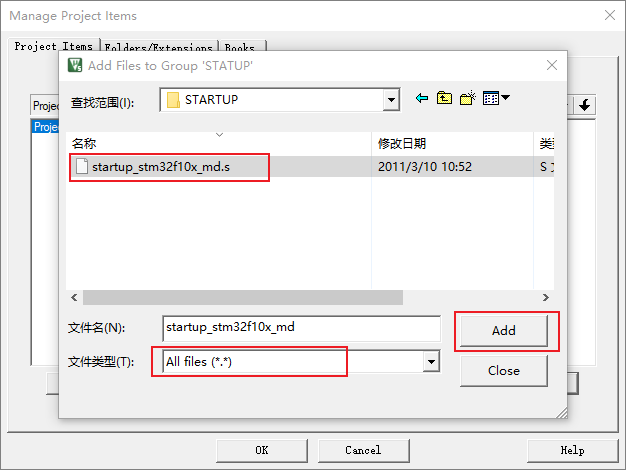 Manage Project Items
Project Items Folders/Extensions Books
Add Files to Group 'STATUP'
Projec
查找范围(I): STARTUP
Projec
名称 修改日期 类型
startup_stm32f10x_md.s 2011/3/10 10:52 S 文
文件名(N): startup_stm32f10x_md Add
文件类型(T): All files (*.*) Close
OK Cancel Help